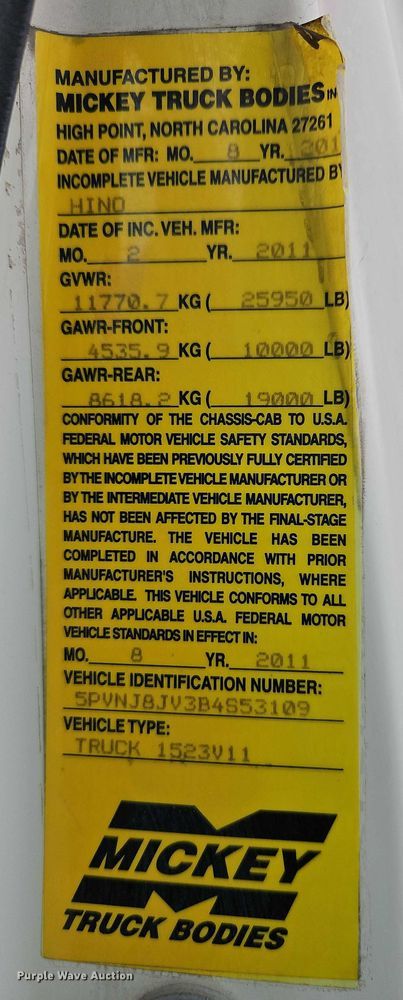 MANUFACTURED BY:
MICKEY TRUCK BODIES IN
HIGH POINT, NORTH CAROLINA 27261
DATE OF MFR: MO. 8 YR. 201
INCOMPLETE VEHICLE MANUFACTURED BY
HINO
DATE OF INC. VEH. MFR:
MO. 2 YR. 2011
GVWR:
11770.7 KG ( 25950 LB)
GAWR-FRONT:
4535.9 KG ( 10000 LB)
GAWR-REAR:
8618.2 KG ( 19000 LB)
CONFORMITY OF THE CHASSIS-CAB TO U.S.A.
FEDERAL MOTOR VEHICLE SAFETY STANDARDS,
WHICH HAVE BEEN PREVIOUSLY FULLY CERTIFIED
BY THE INCOMPLETE VEHICLE MANUFACTURER OR
BY THE INTERMEDIATE VEHICLE MANUFACTURER,
HAS NOT BEEN AFFECTED BY THE FINAL-STAGE
MANUFACTURE. THE VEHICLE HAS BEEN
COMPLETED IN ACCORDANCE WITH PRIOR
MANUFACTURER'S INSTRUCTIONS, WHERE
APPLICABLE. THIS VEHICLE CONFORMS TO ALL
OTHER APPLICABLE U.S.A. FEDERAL MOTOR
VEHICLE STANDARDS IN EFFECT IN:
MO. 8 YR. 2011
VEHICLE IDENTIFICATION NUMBER:
5PVNJ8JV3B4S53109
VEHICLE TYPE:
TRUCK 1523V11
MICKEY
TRUCK BODIES
Purple Wave Auction